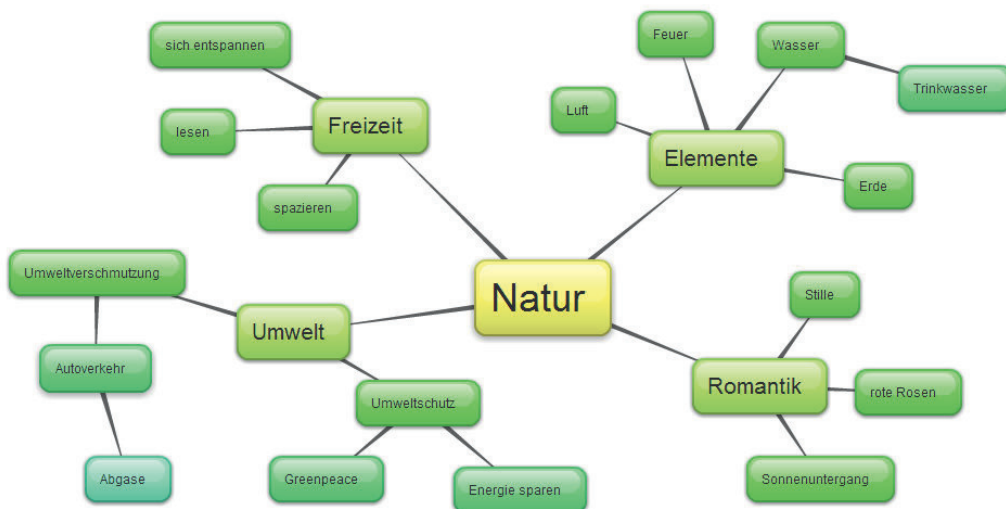 sich entspannen
lesen
Freizeit
spazieren
Feuer
Wasser
Trinkwasser
Luft
Elemente
Erde
Natur
Umweltverschmutzung
Umwelt
Autoverkehr
Umweltschutz
Abgase
Greenpeace
Energie sparen
Stille
Romantik
rote Rosen
Sonnenuntergang